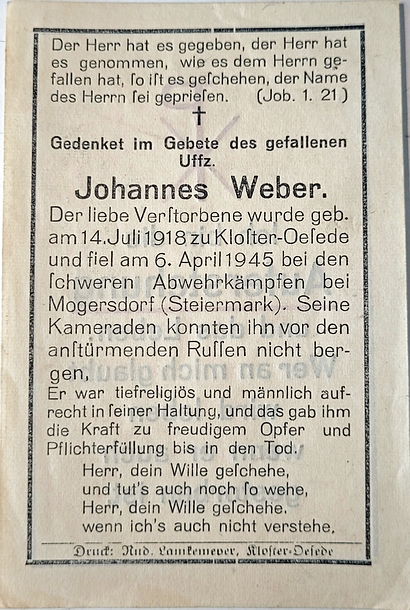 Der Herr hat es gegeben, der Herr hat
es genommen, wie es dem Herrn ge-
fallen hat, ſo iſt es geſchehen, der Name
des Herrn ſei geprieſen. (Job. 1. 21)
Gedenket im Gebete des gefallenen
Uffz.
Johannes Weber.
Der liebe Verſtorbene wurde geb.
am 14. Juli 1918 zu Kloſter-Oeſede
und fiel am 6. April 1945 bei den
ſchweren Abwehrkämpfen bei
Mogersdorf (Steiermark). Seine
Kameraden konnten ihn vor den
anſtürmenden Ruſſen nicht ber-
gen.
Er war tiefreligiös und männlich auf-
recht in ſeiner Haltung, und das gab ihm
die Kraft zu freudigem Opfer und
Pflichterfüllung bis in den Tod.
Herr, dein Wille geſchehe,
und tut's auch noch ſo wehe,
Herr, dein Wille geſchehe.
wenn ich's auch nicht verstehe.
Druck: Rud. Lamkemeyer, Kloſter-Oeſede